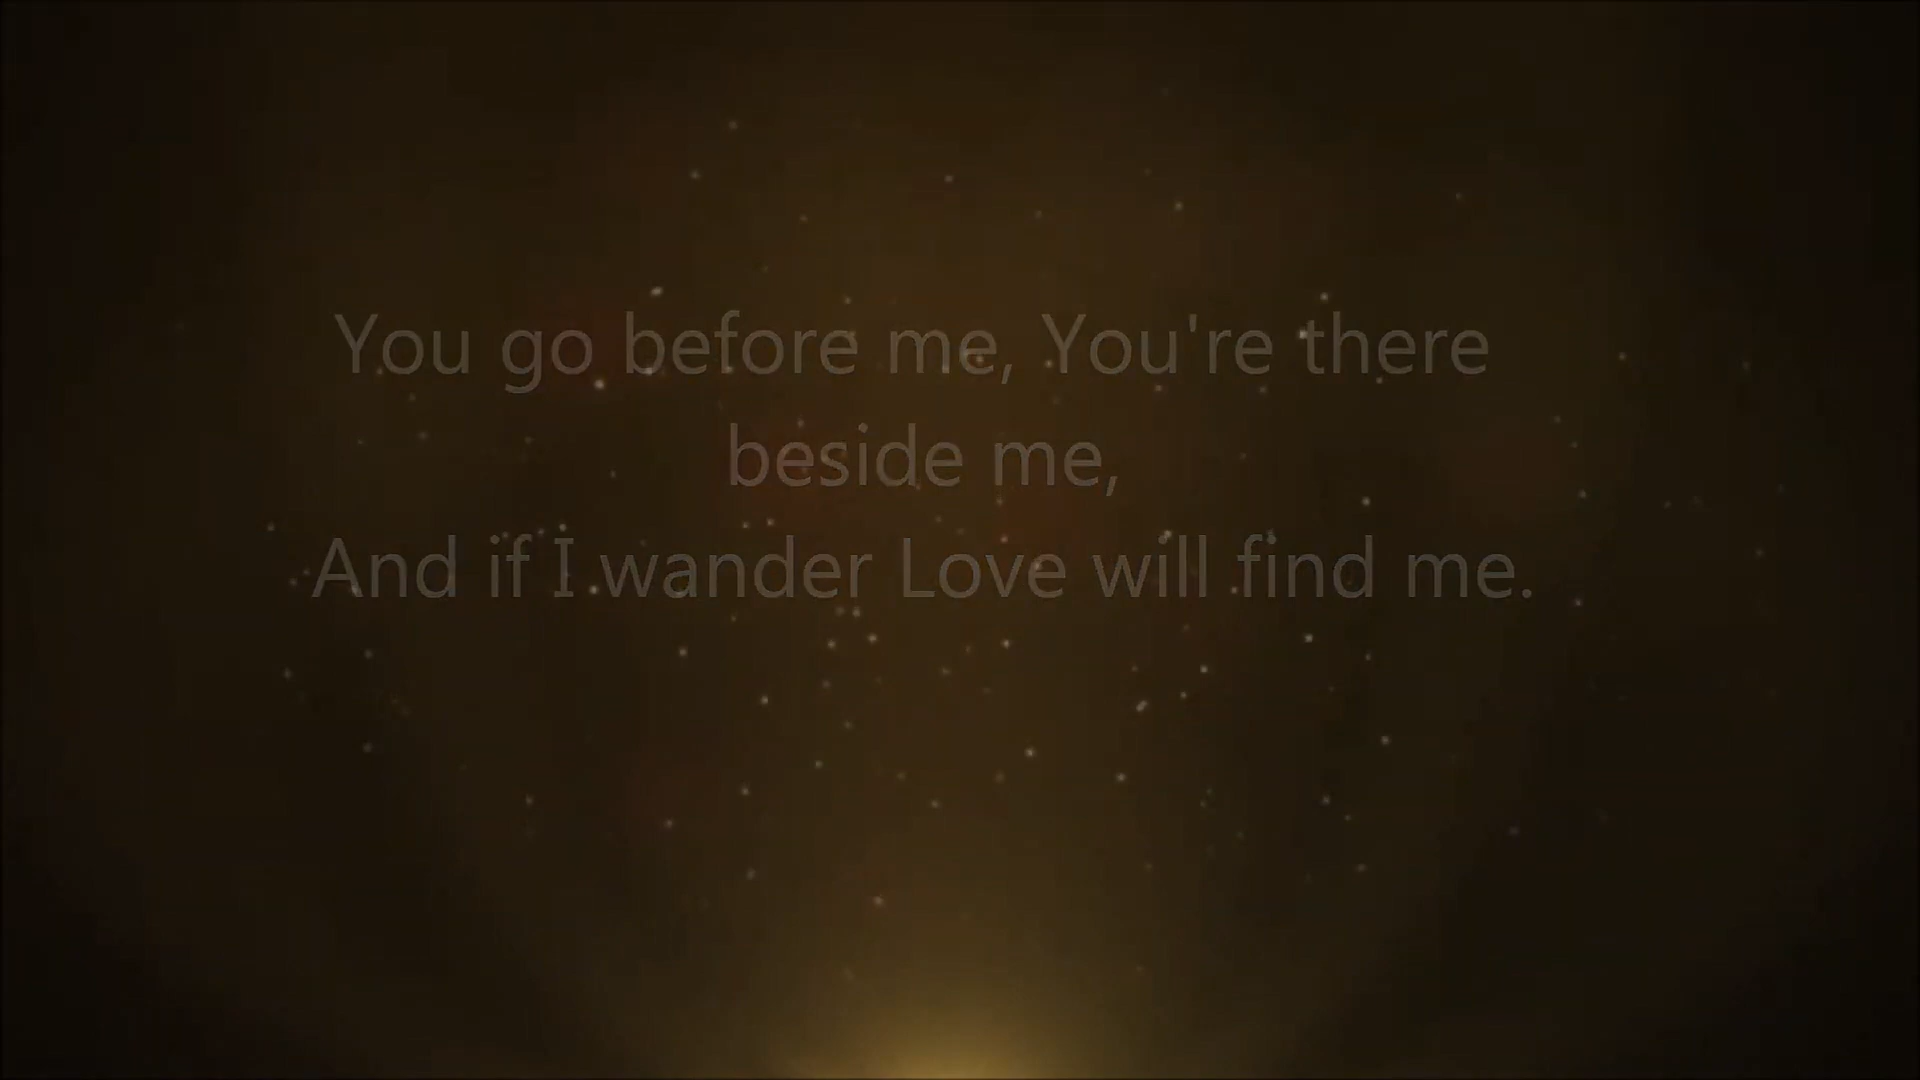 You go before me, You're there
beside me,
And if I wander Love will find me.